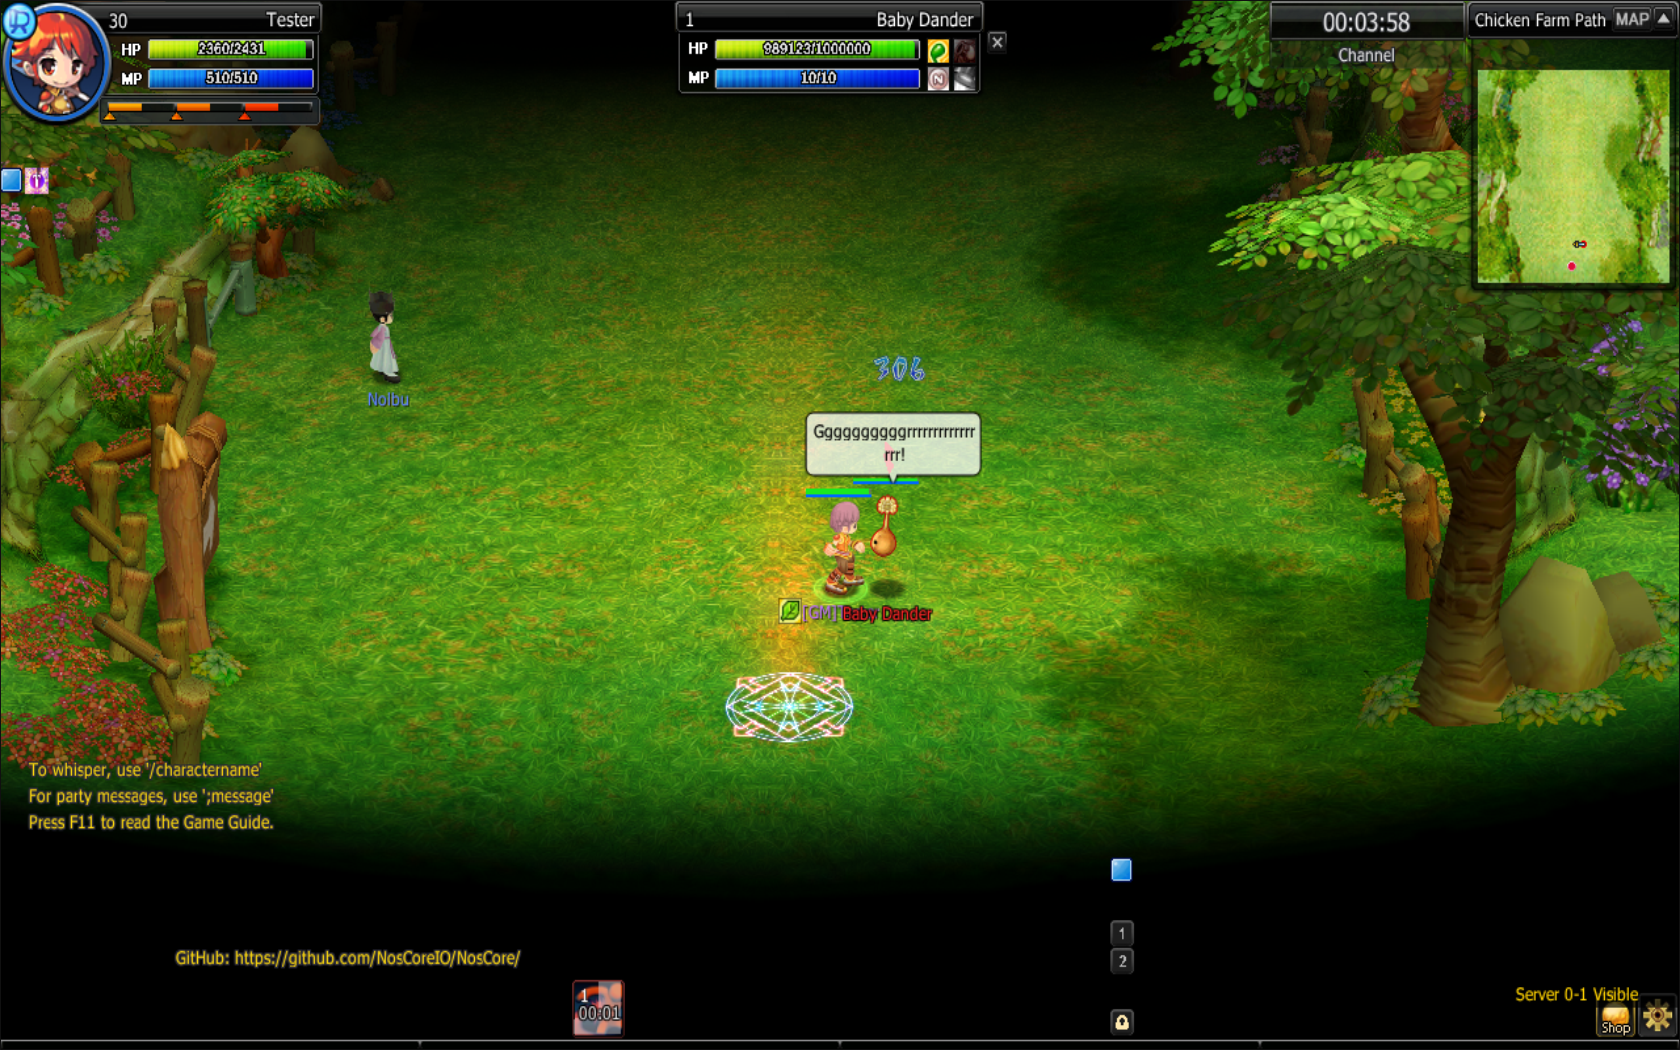 30
Tester
HP 2360/2431
MP 510/510
1
Baby Dander
HP 989123/1000000
MP 10/10
N
00:03:58
Channel
Chicken Farm Path MAP
Nolbu
306
Ggggggggggrrrrrrrrrrrrr
rrr!
[GM]
Baby Dander
To whisper, use '/charactername'
For party messages, use ';message'
Press F11 to read the Game Guide.
1
2
GitHub: https://github.com/NosCoreIO/NosCore/
1
00:01
Server 0-1 Visible
Shop